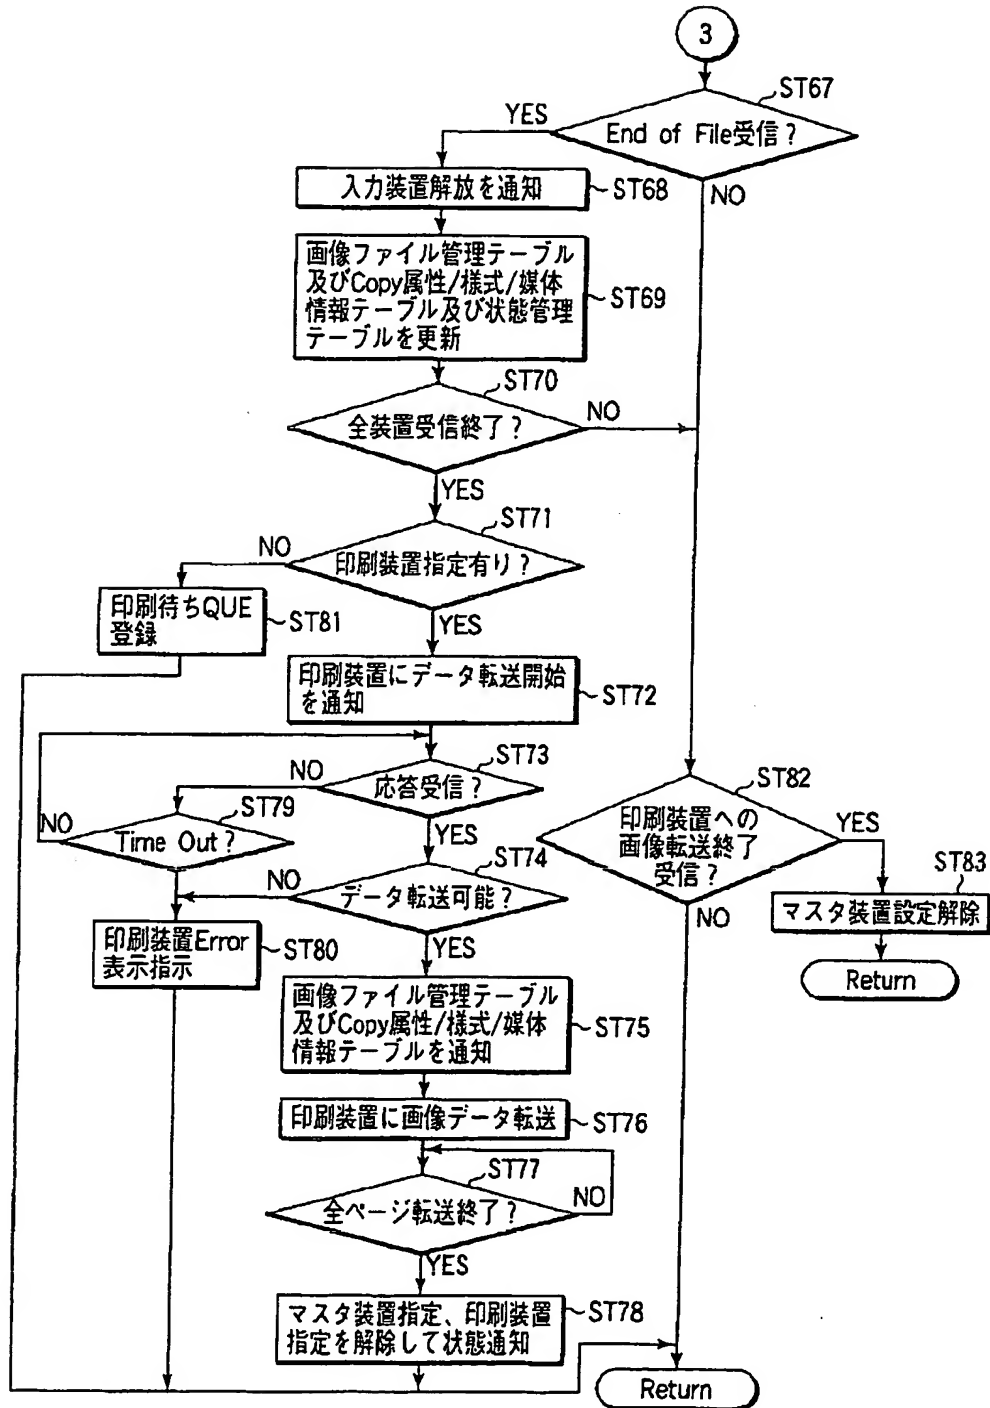 3
ST67
End of File受信？
YES
NO
入力装置解放を通知
ST68
画像ファイル管理テーブル
及びCopy属性/様式/媒体
情報テーブル及び状態管理
テーブルを更新
ST69
ST70
全装置受信終了？
NO
YES
ST71
印刷装置指定有り？
NO
YES
印刷待ちQUE
登録
ST81
印刷装置にデータ転送開始
を通知
ST72
ST73
応答受信？
NO
YES
ST79
Time Out？
NO
ST74
データ転送可能？
NO
YES
印刷装置Error
表示指示
ST80
画像ファイル管理テーブル
及びCopy属性/様式/媒体
情報テーブルを通知
ST75
印刷装置に画像データ転送
ST76
ST77
全ページ転送終了？
NO
YES
マスタ装置指定、印刷装置
指定を解除して状態通知
ST78
ST82
印刷装置への
画像転送終了
受信？
YES
NO
ST83
マスタ装置設定解除
Return
Return